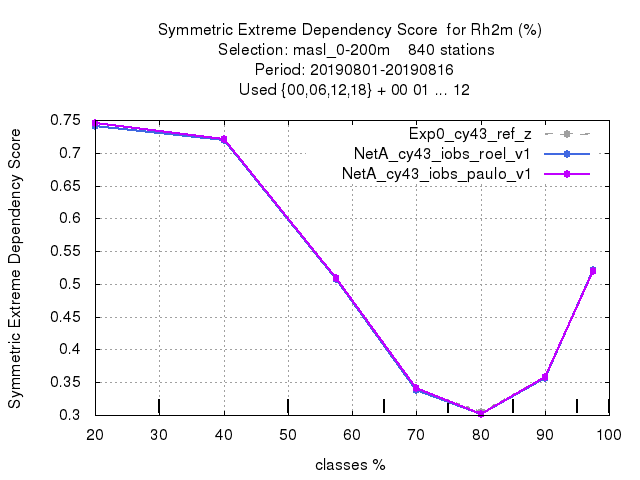 Symmetric Extreme Dependency Score  for Rh2m (%)
Selection: masl_0-200m    840 stations
Period: 20190801-20190816
Used {00,06,12,18} + 00 01 ... 12
Exp0_cy43_ref_z
NetA_cy43_iobs_roel_v1
NetA_cy43_iobs_paulo_v1
Symmetric Extreme Dependency Score
0.75
0.7
0.65
0.6
0.55
0.5
0.45
0.4
0.35
0.3
20 30 40 50 60 70 80 90 100
classes %